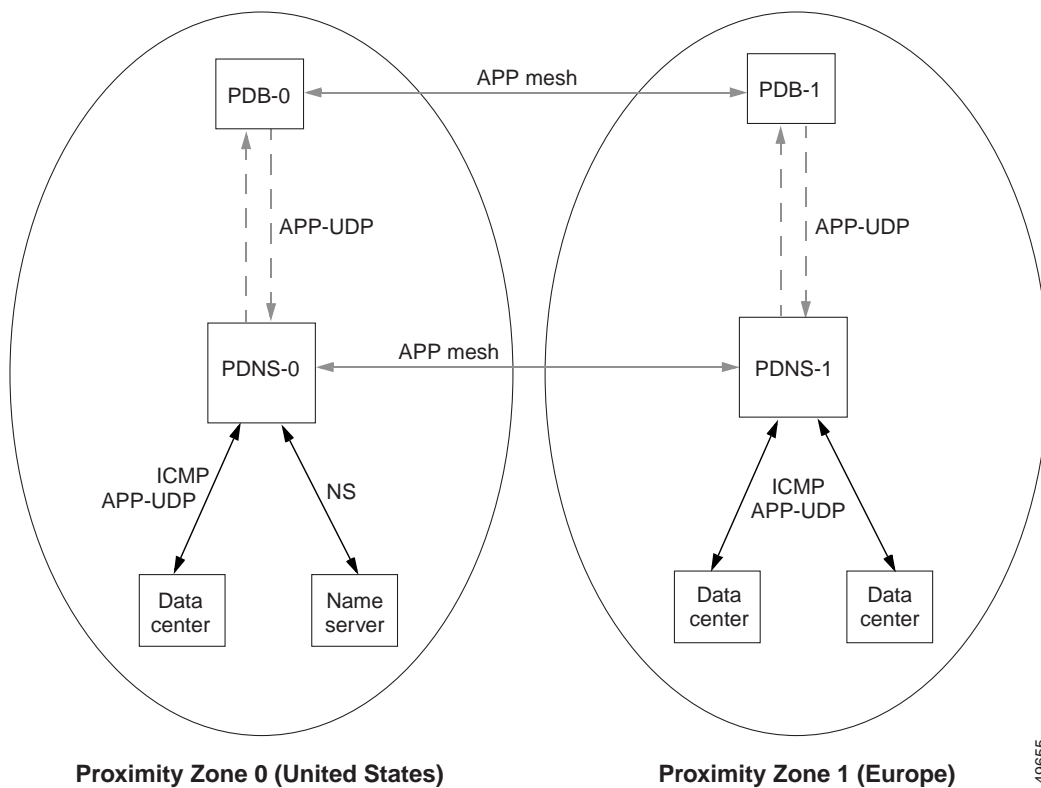 APP mesh
PDB-0
PDB-1
APP-UDP
APP-UDP
APP mesh
PDNS-0
PDNS-1
ICMP
APP-UDP
NS
ICMP
APP-UDP
Data
center
Name
server
Data
center
Data
center
Proximity Zone 0 (United States)
Proximity Zone 1 (Europe)
49655